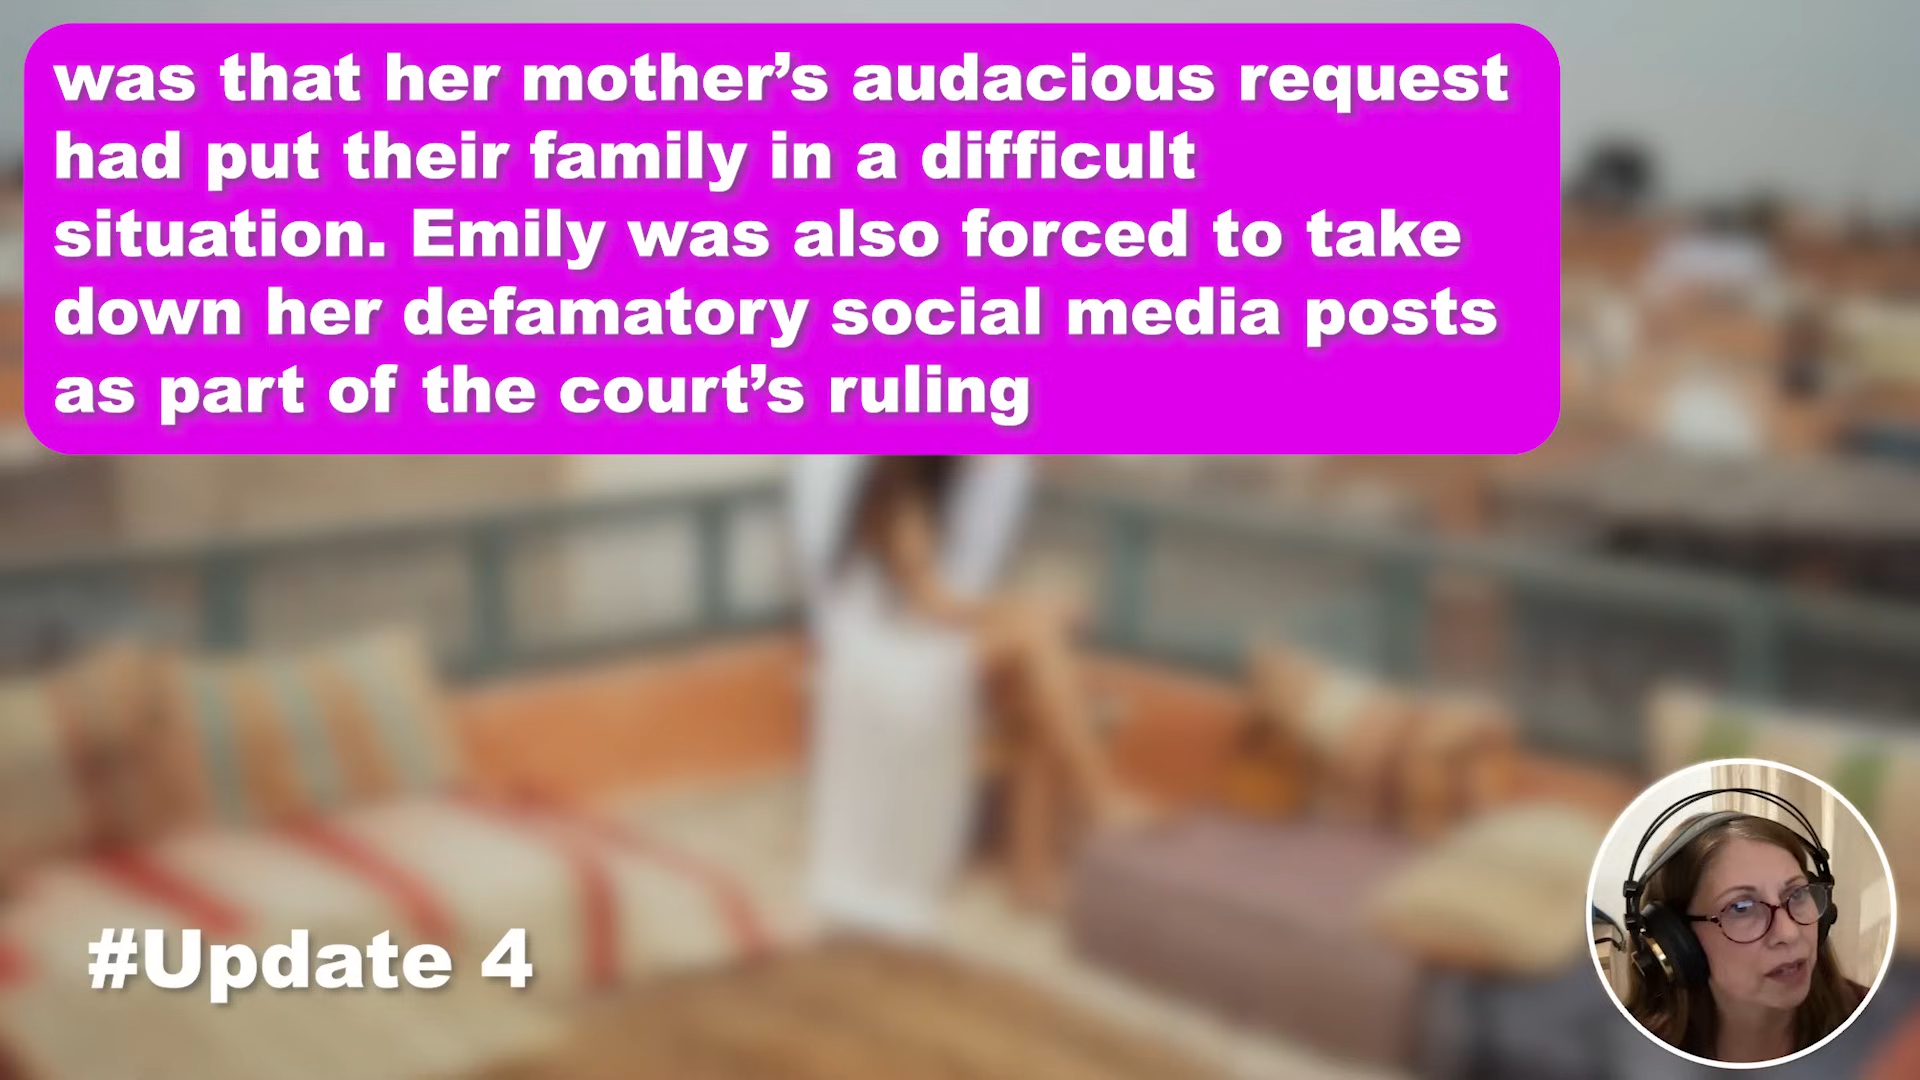 was that her mother’s audacious request
had put their family in a difficult
situation. Emily was also forced to take
down her defamatory social media posts
as part of the court’s ruling
#Update 4